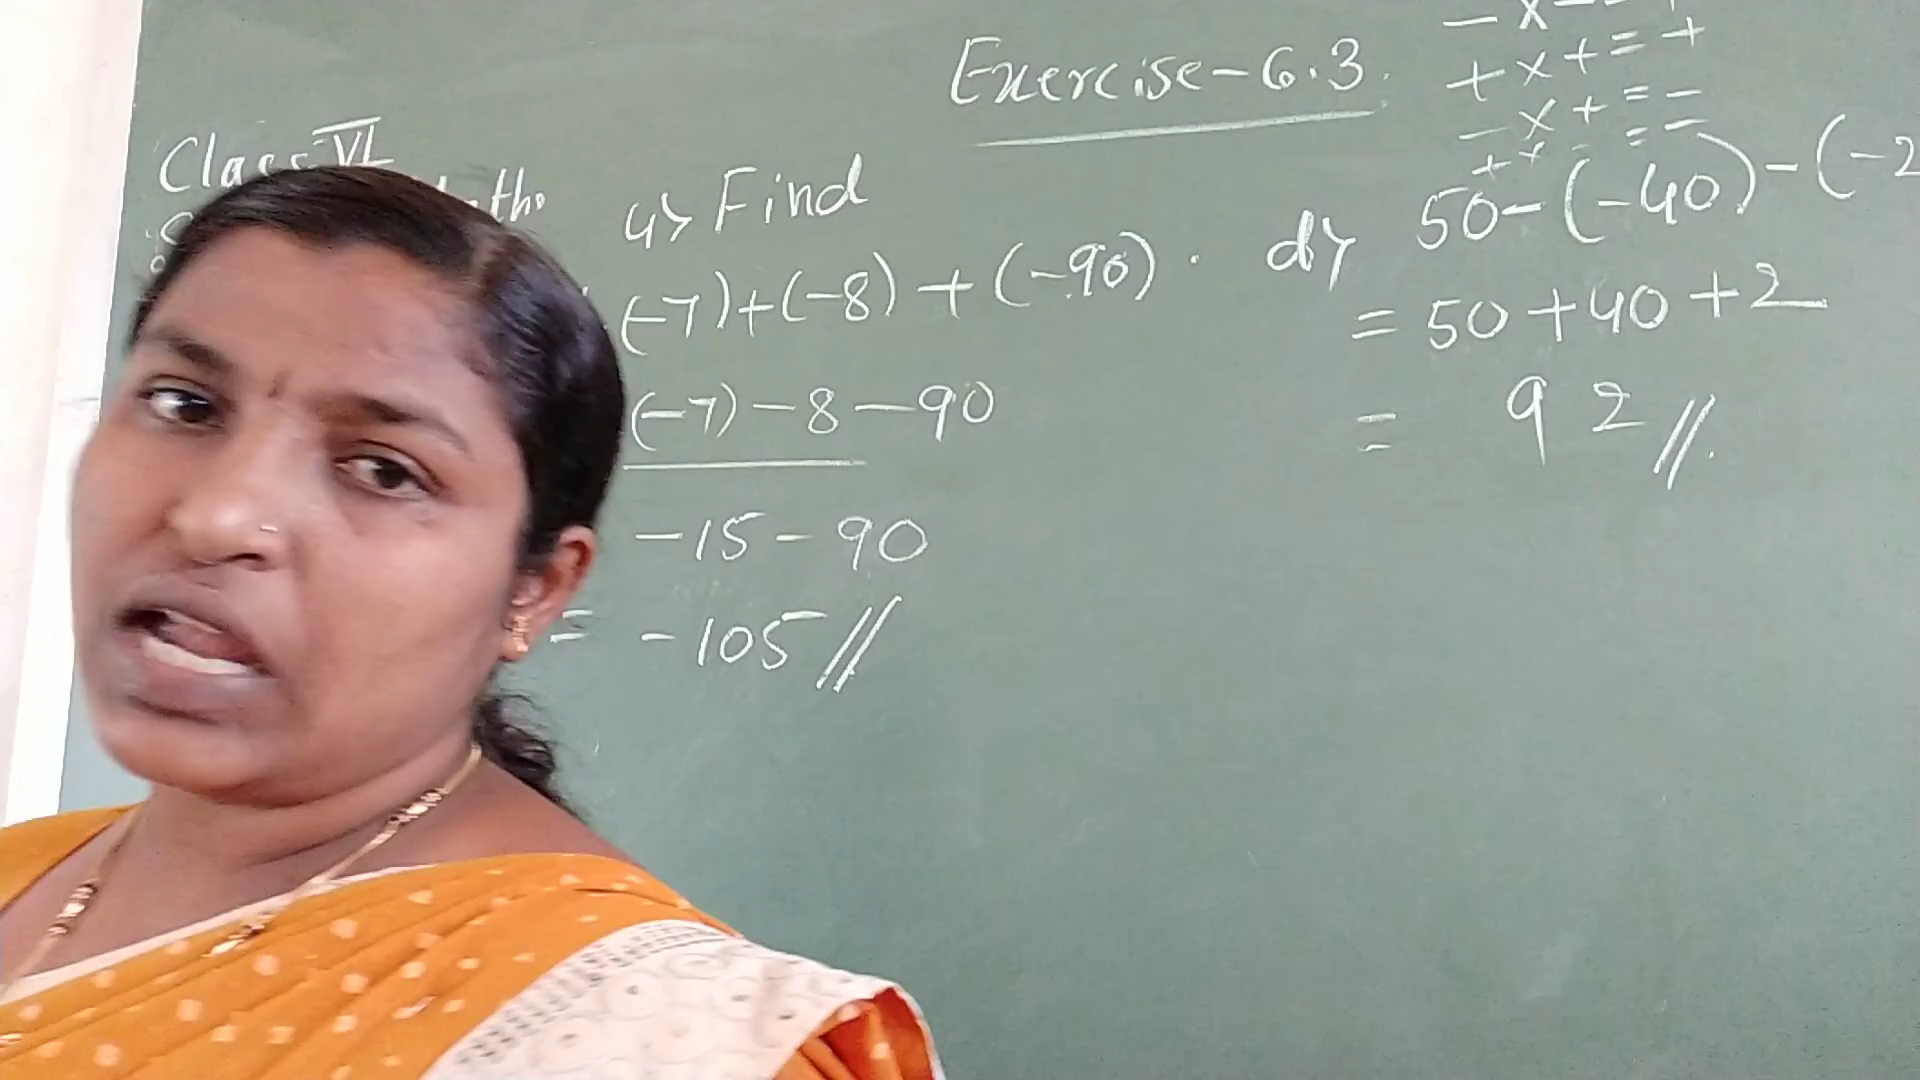 Exercise-6.3.
+ x + = +
- x + = -
Class VI
4> Find
(-7)+(-8)+(-90).
(-7)-8-90
-15-90
= -105//
d> 50-(-40)-(-2
= 50+40+2
= 92//.